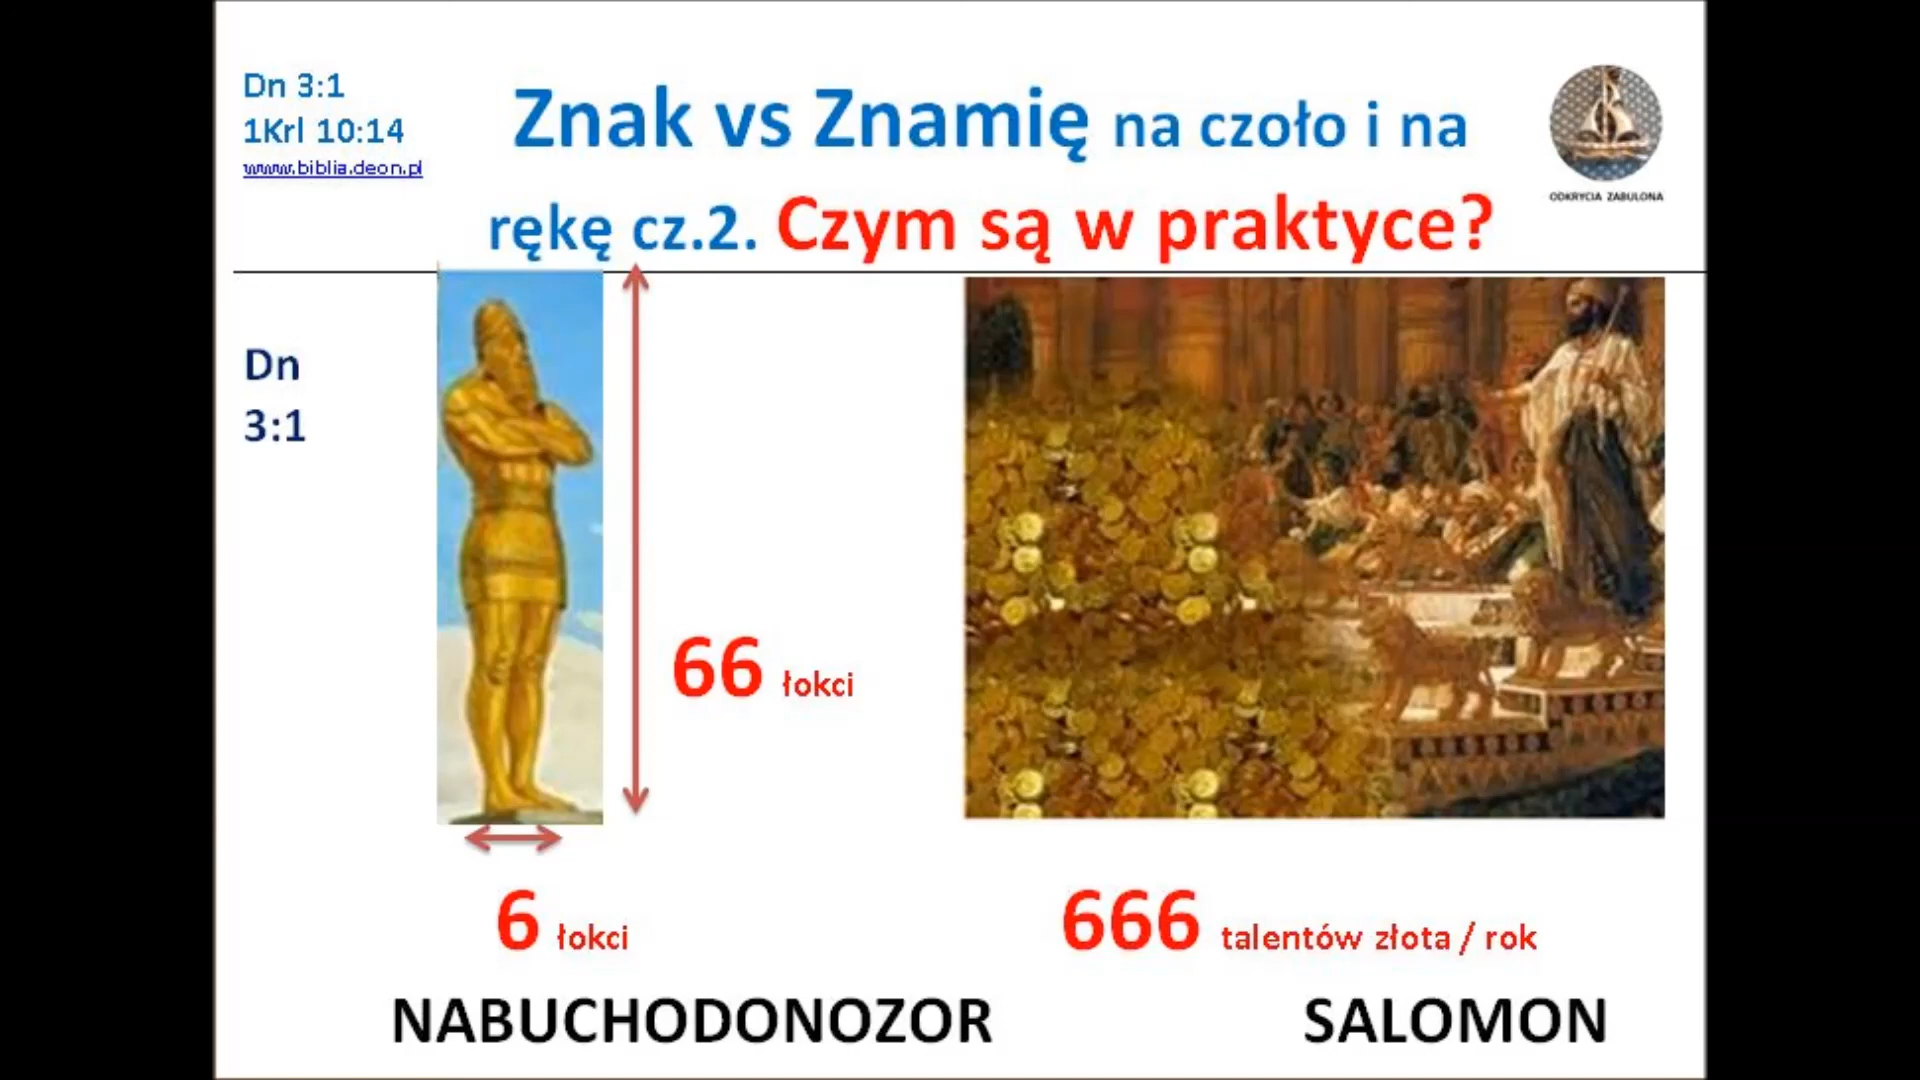 Dn 3:1
1Krl 10:14
www.biblia.deon.pl
Znak vs Znamię na czoło i na
rękę cz.2. Czym są w praktyce?
ODKRYCIA ZABULONA
Dn
3:1
66 łokci
6 łokci
666 talentów złota / rok
NABUCHODONOZOR
SALOMON